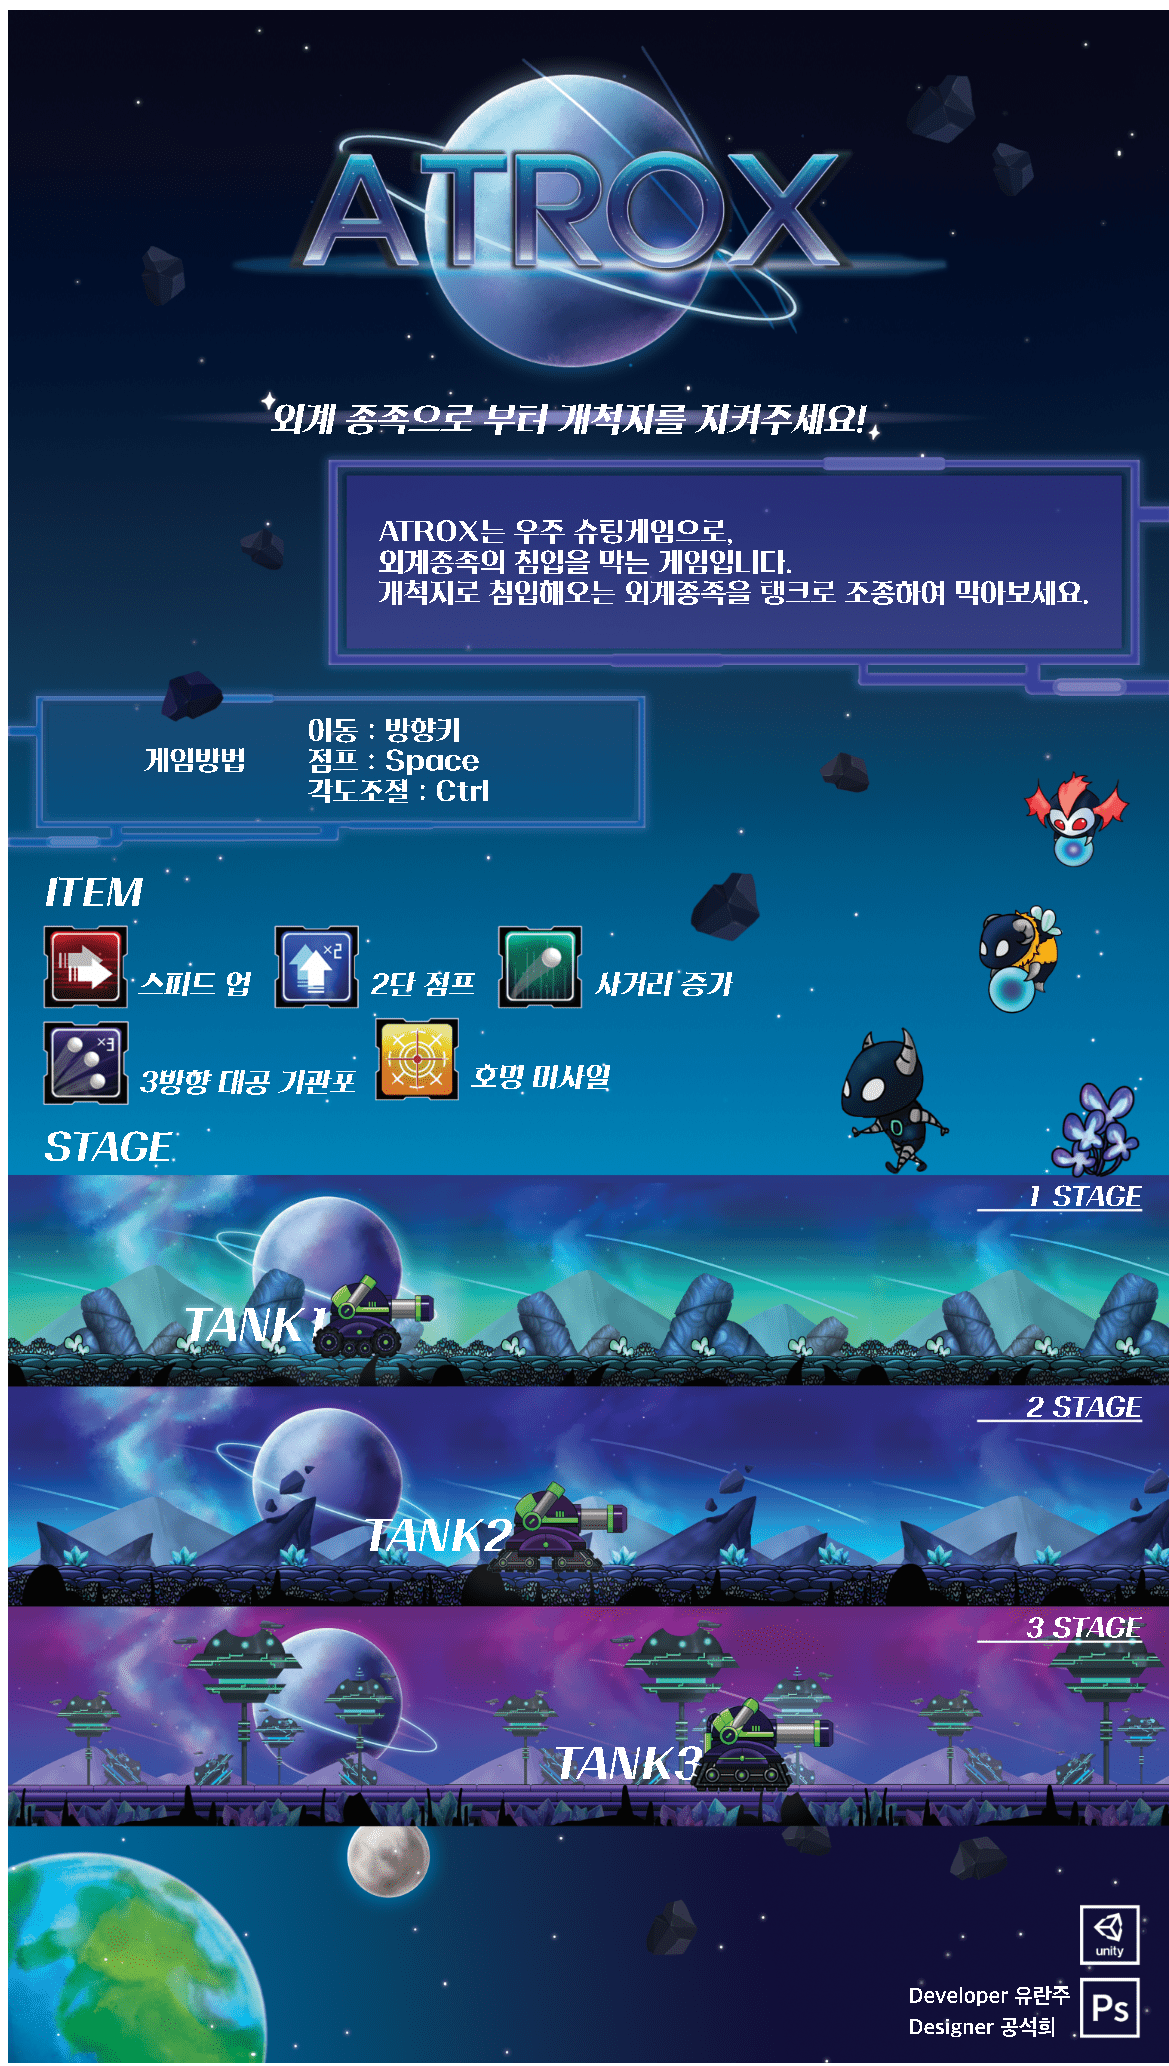 ATROX
외계 종족으로 부터 개척지를 지켜주세요!
ATROX는 우주 슈팅게임으로,
외계종족의 침입을 막는 게임입니다.
개척지로 침입해오는 외계종족을 탱크로 조종하여 막아보세요.
게임방법
이동 : 방향키
점프 : Space
각도조절 : Ctrl
ITEM
스피드 업
×2
2단 점프
사거리 증가
×3
3방향 대공 기관포
호밍 미사일
STAGE
1 STAGE
TANK1
2 STAGE
TANK2
3 STAGE
TANK3
unity
Developer 유란주
Ps
Designer 공석희